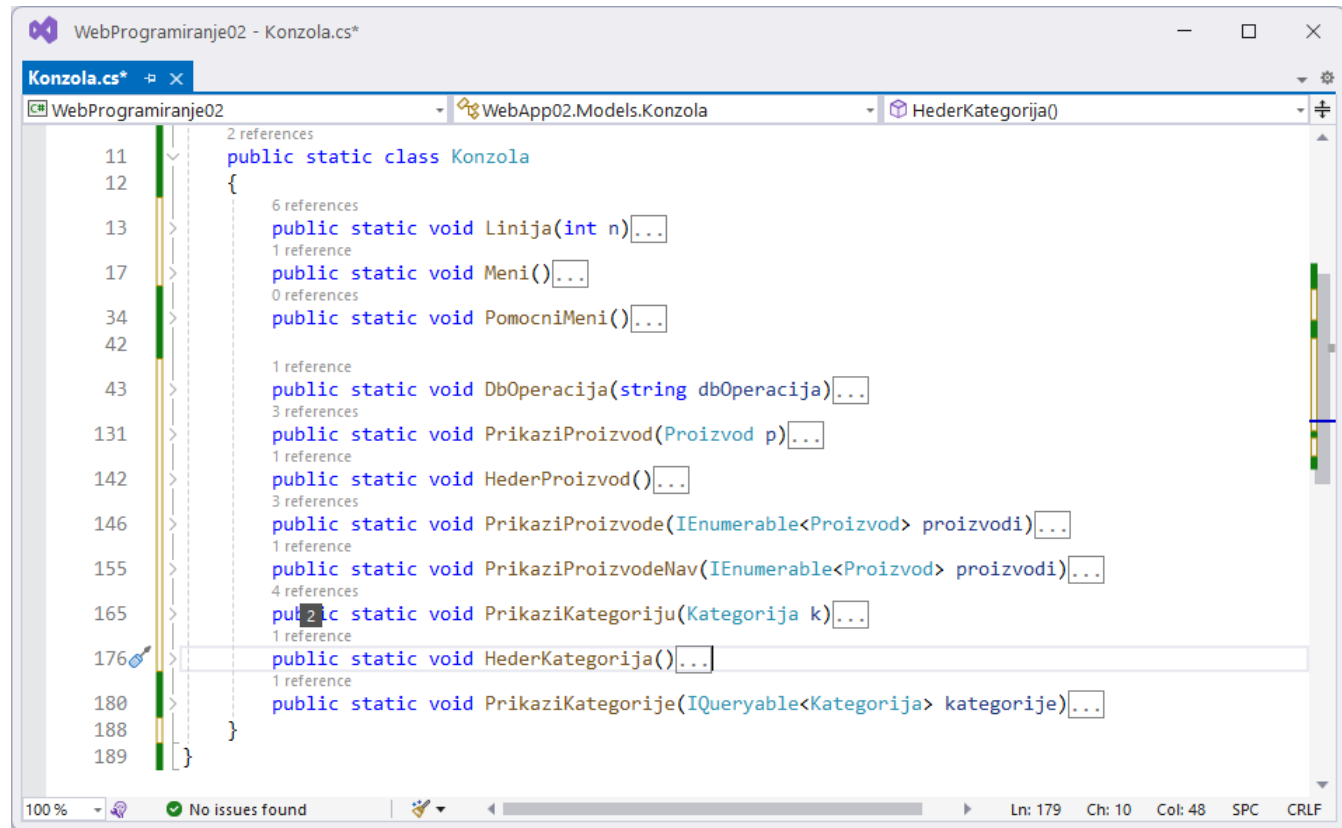 WebProgramiranje02 - Konzola.cs*
Konzola.cs*
C# WebProgramiranje02 WebApp02.Models.Konzola HederKategorija()
2 references
11 public static class Konzola
12 {
6 references
13 public static void Linija(int n)...
1 reference
17 public static void Meni()...
0 references
34 public static void PomocniMeni()...
42
1 reference
43 public static void DbOperacija(string dbOperacija)...
3 references
131 public static void PrikaziProizvod(Proizvod p)...
1 reference
142 public static void HederProizvod()...
3 references
146 public static void PrikaziProizvode(IEnumerable<Proizvod> proizvodi)...
1 reference
155 public static void PrikaziProizvodeNav(IEnumerable<Proizvod> proizvodi)...
4 references
165 pub2ic static void PrikaziKategoriju(Kategorija k)...
1 reference
176 public static void HederKategorija()...
1 reference
180 public static void PrikaziKategorije(IQueryable<Kategorija> kategorije)...
188 }
189 }
100 % No issues found Ln: 179 Ch: 10 Col: 48 SPC CRLF